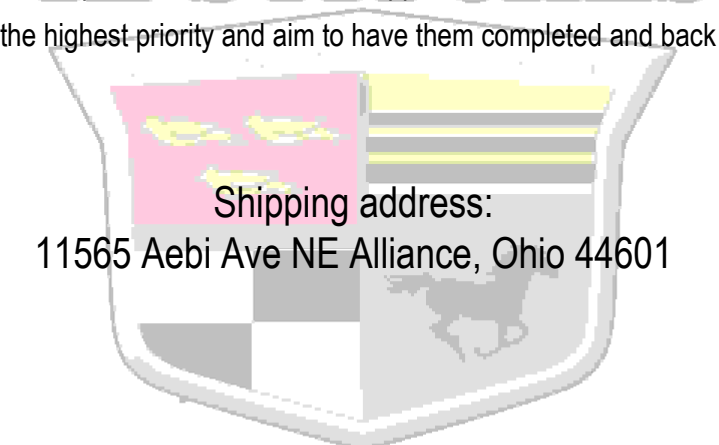 the highest priority and aim to have them completed and back
Shipping address:
11565 Aebi Ave NE Alliance, Ohio 44601